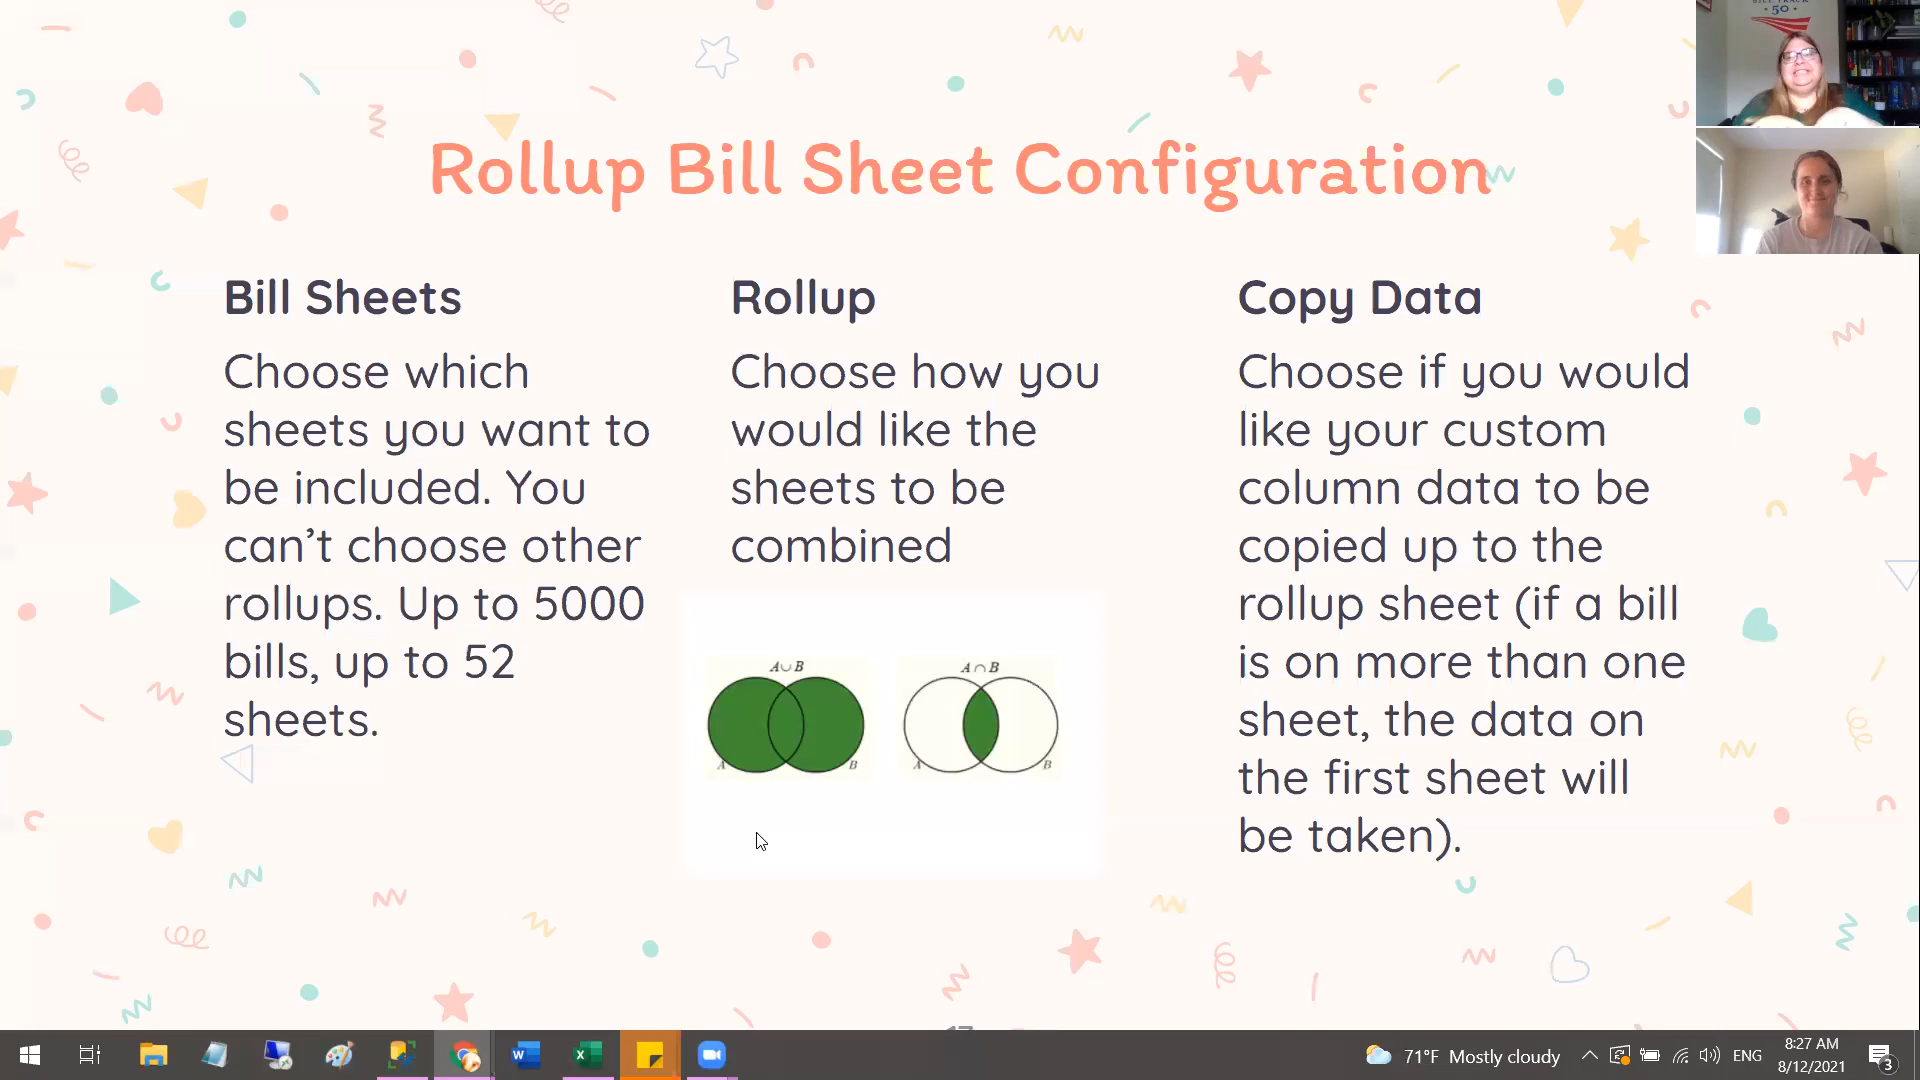 BILL TRACK
50
Rollup Bill Sheet Configuration
Bill Sheets
Choose which
sheets you want to
be included. You
can’t choose other
rollups. Up to 5000
bills, up to 52
sheets.
Rollup
Choose how you
would like the
sheets to be
combined
A∪B
A
B
A∩B
A
B
Copy Data
Choose if you would
like your custom
column data to be
copied up to the
rollup sheet (if a bill
is on more than one
sheet, the data on
the first sheet will
be taken).
71°F Mostly cloudy
ENG
8:27 AM
8/12/2021
3